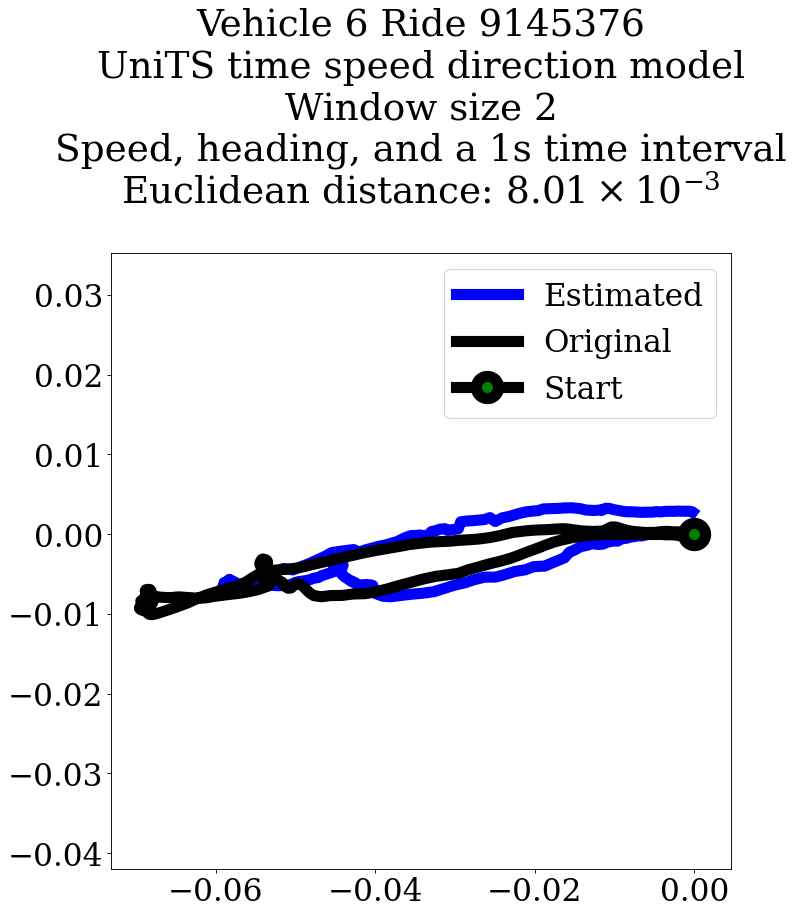 Vehicle 6 Ride 9145376
UniTS time speed direction model
Window size 2
Speed, heading, and a 1s time interval
Euclidean distance: 8.01 × 10⁻³
Estimated
Original
Start
0.03
0.02
0.01
0.00
−0.01
−0.02
−0.03
−0.04
−0.06
−0.04
−0.02
0.00